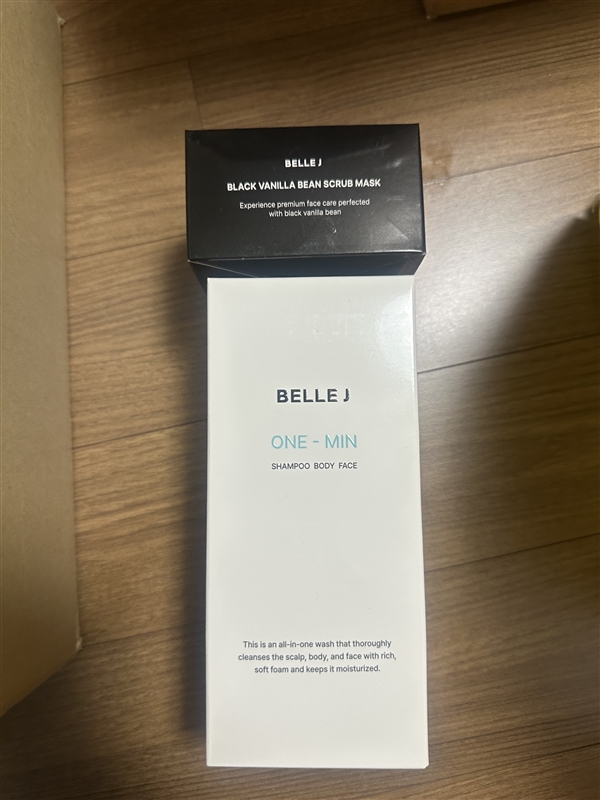 BELLE J
BLACK VANILLA BEAN SCRUB MASK
Experience premium face care perfected
with black vanilla bean
BELLE J
ONE - MIN
SHAMPOO BODY FACE
This is an all-in-one wash that thoroughly
cleanses the scalp, body, and face with rich,
soft foam and keeps it moisturized.